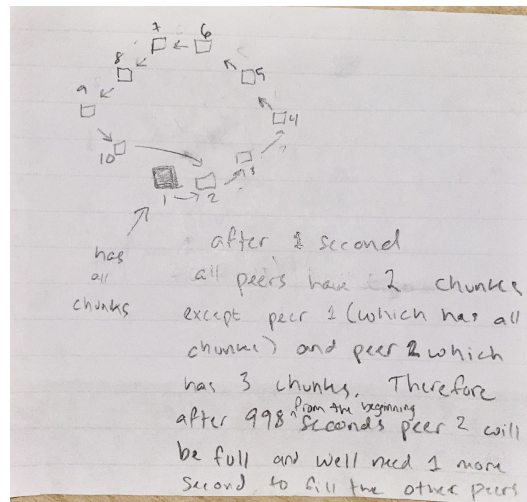 7 6
8
5
9
4
10 3
1 2
has
all
chunks
after 1 second
all peers have 2 chunks
except peer 1 (which has all
chunks) and peer 2 which
has 3 chunks. Therefore
from the beginning
after 998 seconds peer 2 will
be full and well need 1 more
second to fill the other peers